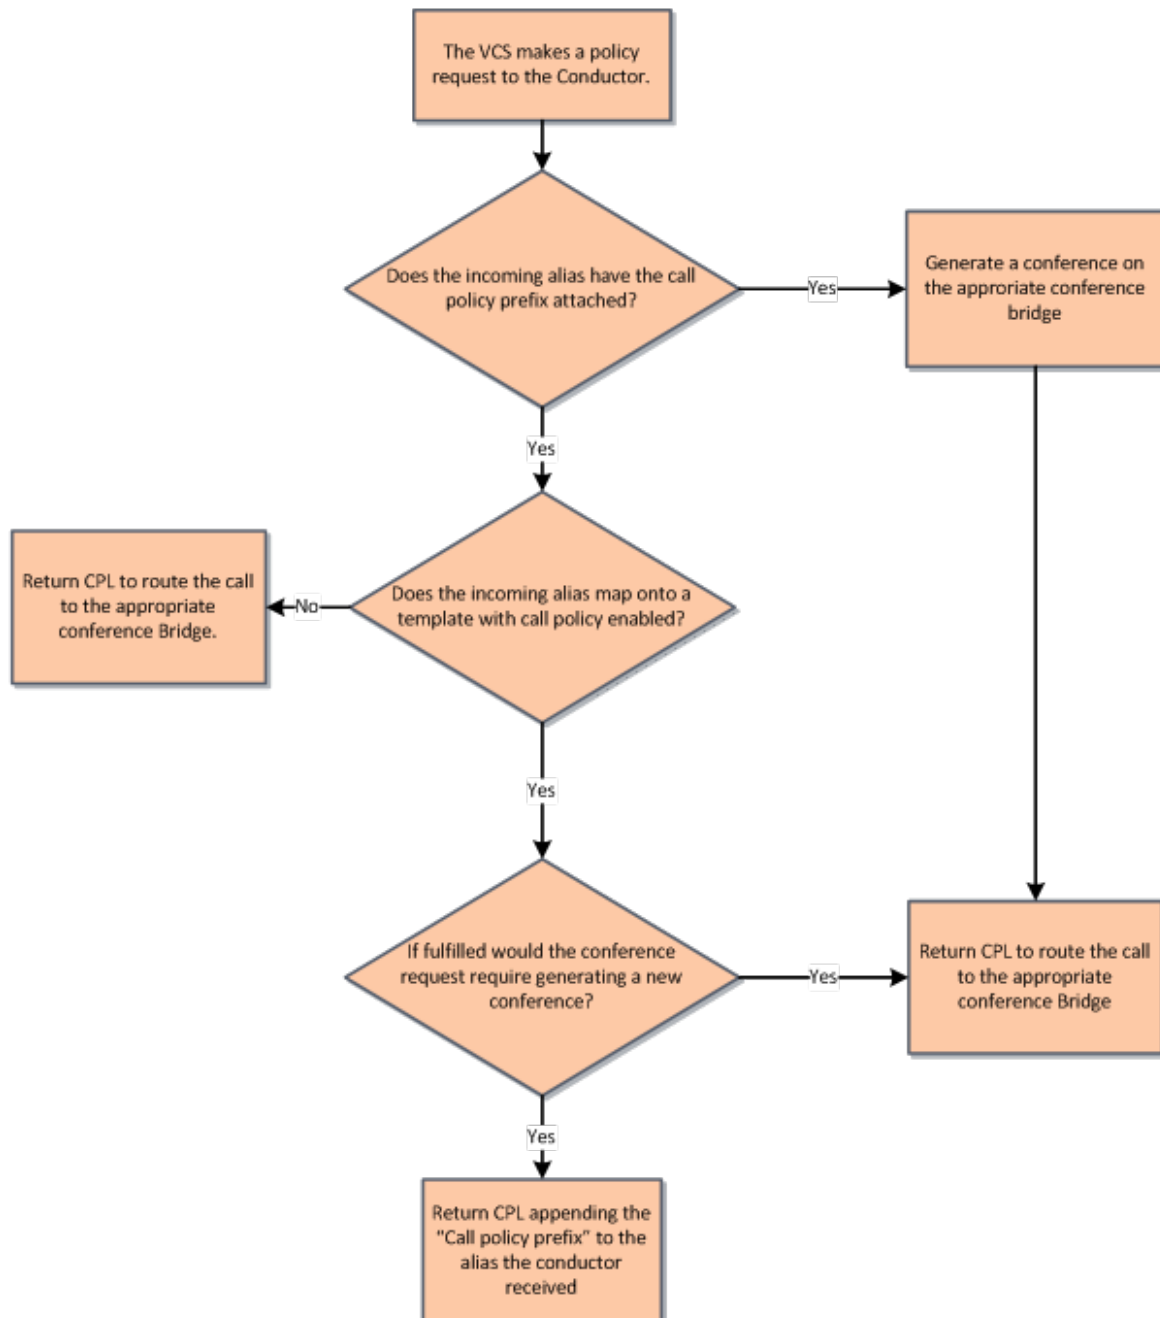 The VCS makes a policy
request to the Conductor.
Does the incoming alias have the call
policy prefix attached?
Yes
Generate a conference on
the approriate conference
bridge
Yes
Return CPL to route the call
to the appropriate
conference Bridge.
No
Does the incoming alias map onto a
template with call policy enabled?
Yes
If fulfilled would the conference
request require generating a new
conference?
Yes
Return CPL to route the call
to the appropriate
conference Bridge
Yes
Return CPL appending the
"Call policy prefix" to the
alias the conductor
received